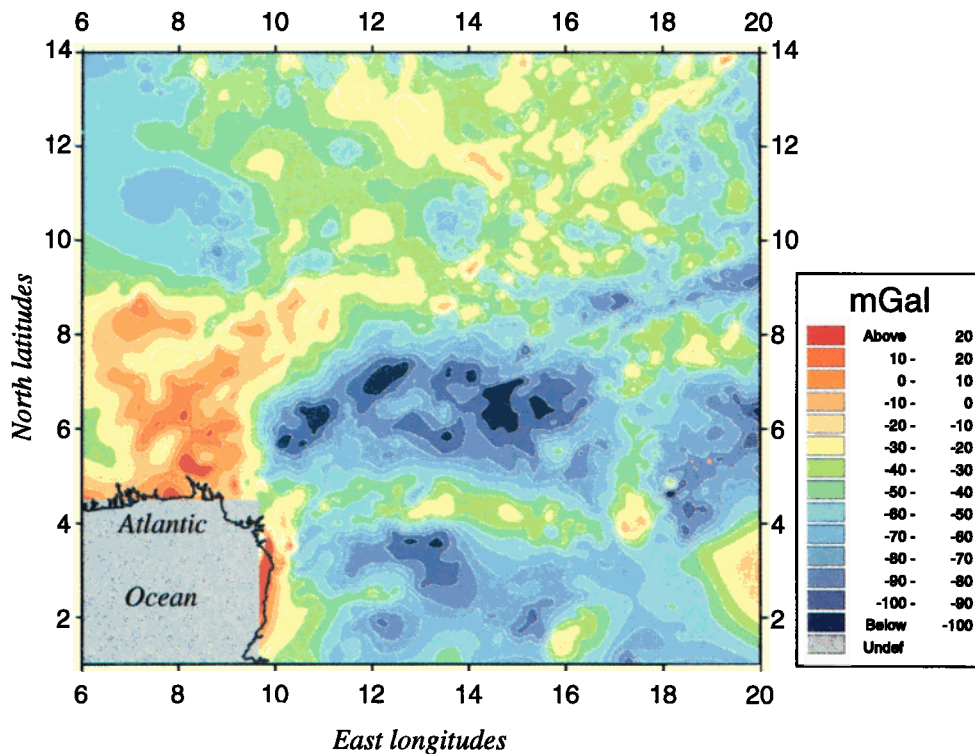 6 8 10 12 14 16 18 20
14 14
12 12
10 10
8 8
6 6
4 4
2 2
North latitudes
Atlantic
Ocean
6 8 10 12 14 16 18 20
East longitudes
mGal
Above 20
10 - 20
0 - 10
-10 - 0
-20 - -10
-30 - -20
-40 - -30
-50 - -40
-60 - -50
-70 - -60
-80 - -70
-90 - -80
-100 - -90
Below -100
Undef